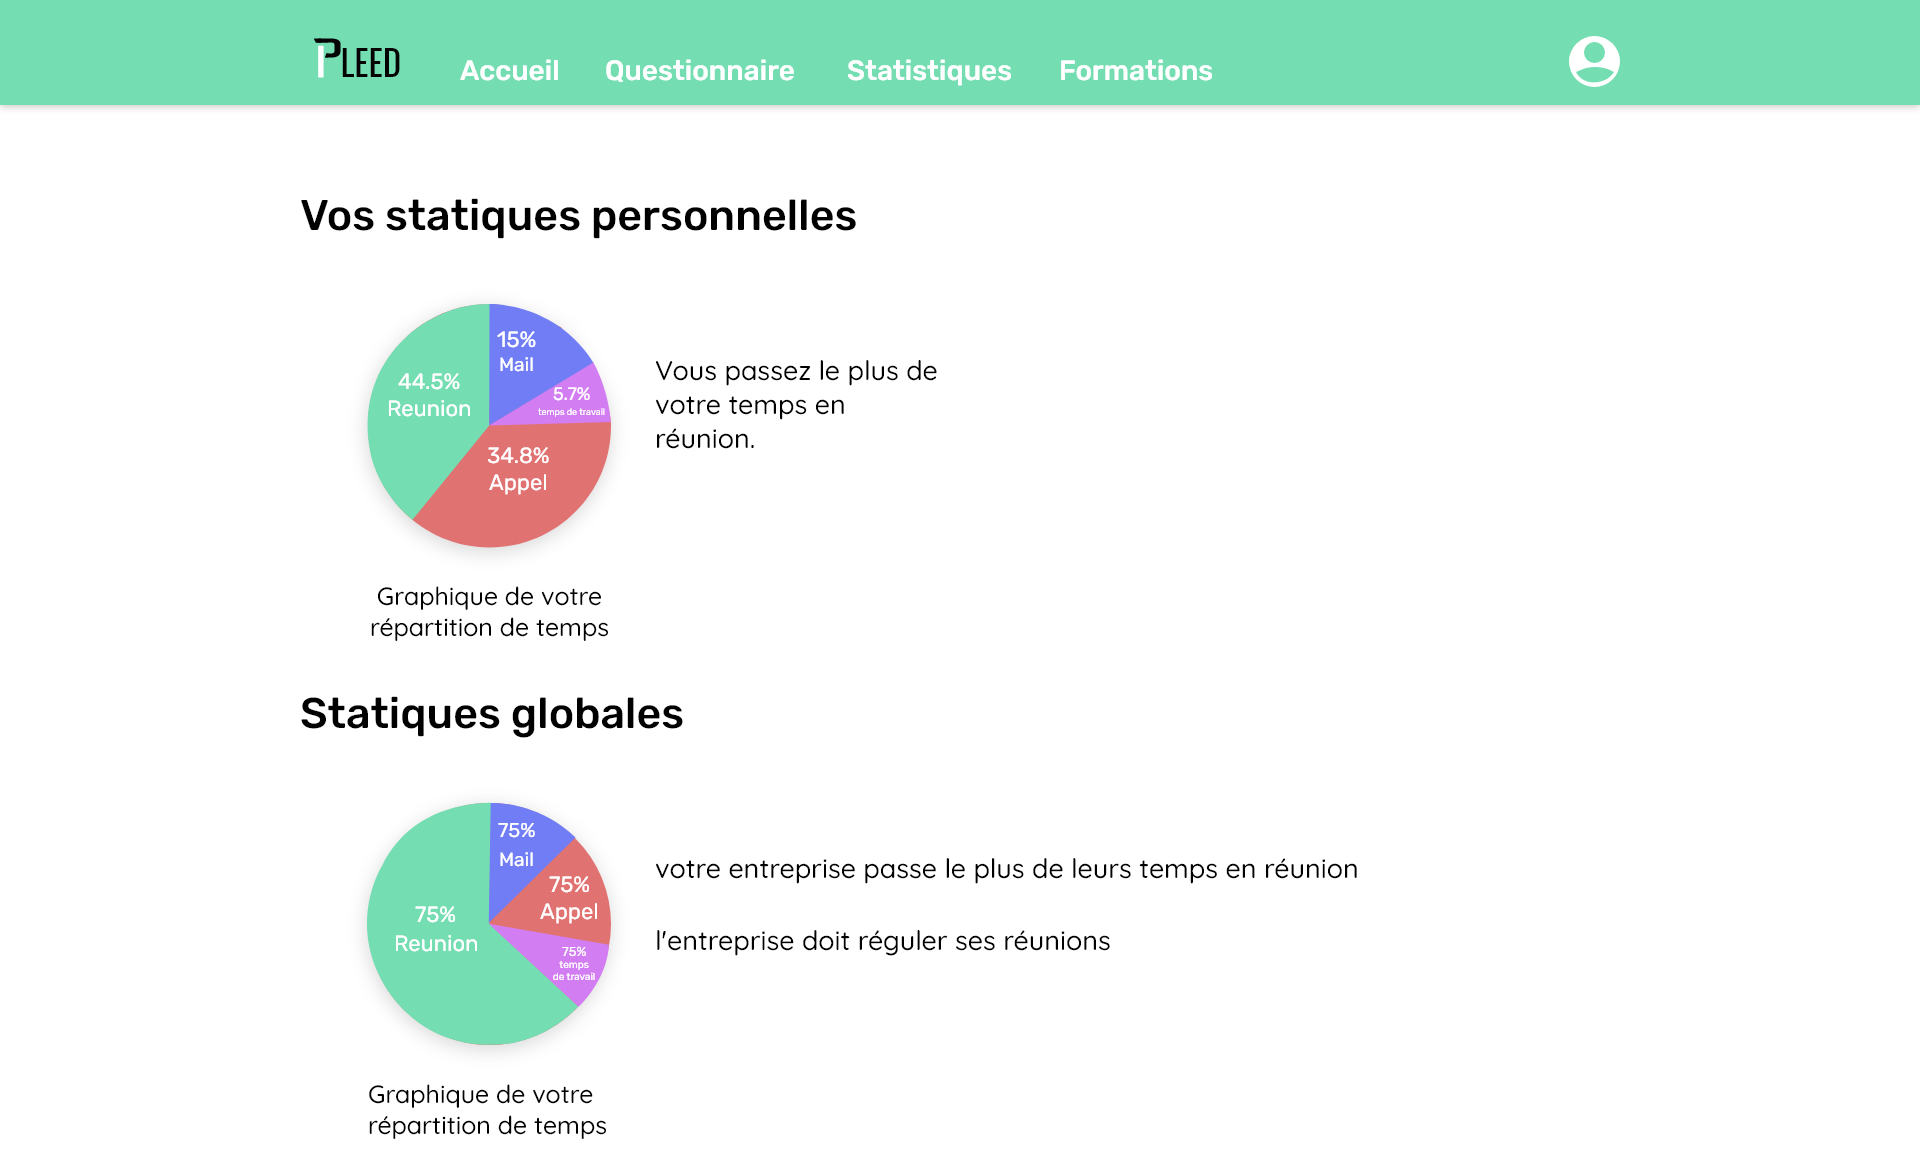 PLEED
Accueil Questionnaire Statistiques Formations
Vos statiques personnelles
15%
Mail
5.7%
temps de travail
44.5%
Reunion
34.8%
Appel
Vous passez le plus de
votre temps en
réunion.
Graphique de votre
répartition de temps
Statiques globales
75%
Mail
75%
Appel
75%
Reunion
75%
temps
de travail
votre entreprise passe le plus de leurs temps en réunion
l'entreprise doit réguler ses réunions
Graphique de votre
répartition de temps